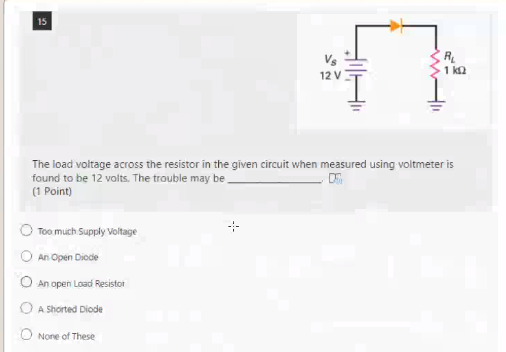 15
+
Vs
12 V
-
RL
1 kΩ
The load voltage across the resistor in the given circuit when measured using voltmeter is
found to be 12 volts. The trouble may be ________________.
(1 Point)
Too much Supply Voltage
An Open Diode
An open Load Resistor
A Shorted Diode
None of These